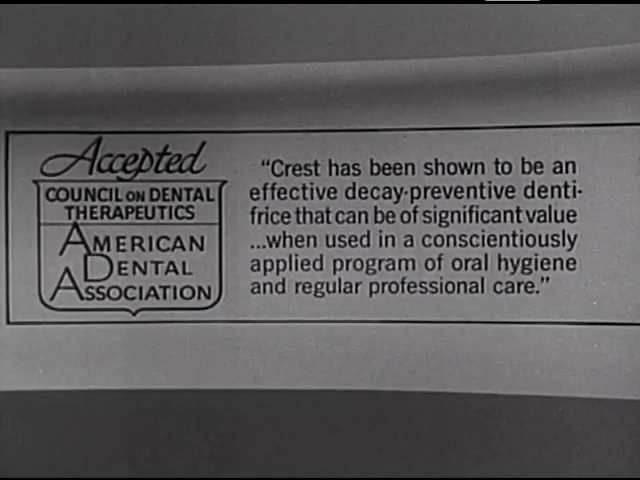 Accepted
COUNCIL ON DENTAL
THERAPEUTICS
AMERICAN
DENTAL
ASSOCIATION
"Crest has been shown to be an
effective decay-preventive denti-
frice that can be of significant value
...when used in a conscientiously
applied program of oral hygiene
and regular professional care."